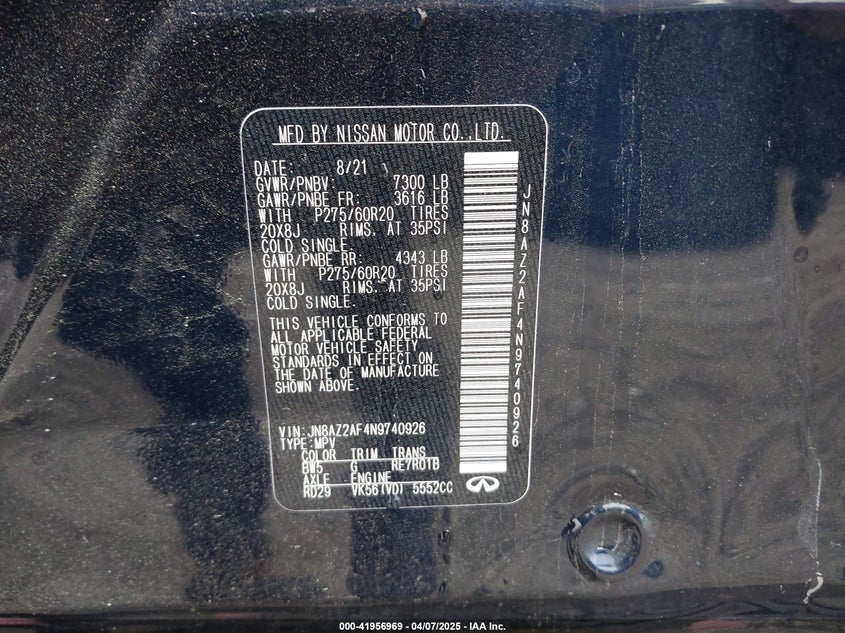 MFD BY NISSAN MOTOR CO.,LTD.
DATE: 8/21
GVWR/PNBV: 7300 LB
GAWR/PNBE FR: 3616 LB
WITH P275/60R20 TIRES
20X8J RIMS. AT 35PSI
COLD SINGLE.
GAWR/PNBE RR: 4343 LB
WITH P275/60R20 TIRES
20X8J RIMS. AT 35PSI
COLD SINGLE.
THIS VEHICLE CONFORMS TO
ALL APPLICABLE FEDERAL
MOTOR VEHICLE SAFETY
STANDARDS IN EFFECT ON
THE DATE OF MANUFACTURE
SHOWN ABOVE.
VIN:JN8AZ2AF4N9740926
TYPE:MPV
COLOR TRIM TRANS
BW5 G RE7R01B
AXLE ENGINE
RD29 VK56(VD) 5552CC
JN8AZ2AF4N9740926
000-41956969 - 04/07/2025 - IAA Inc.